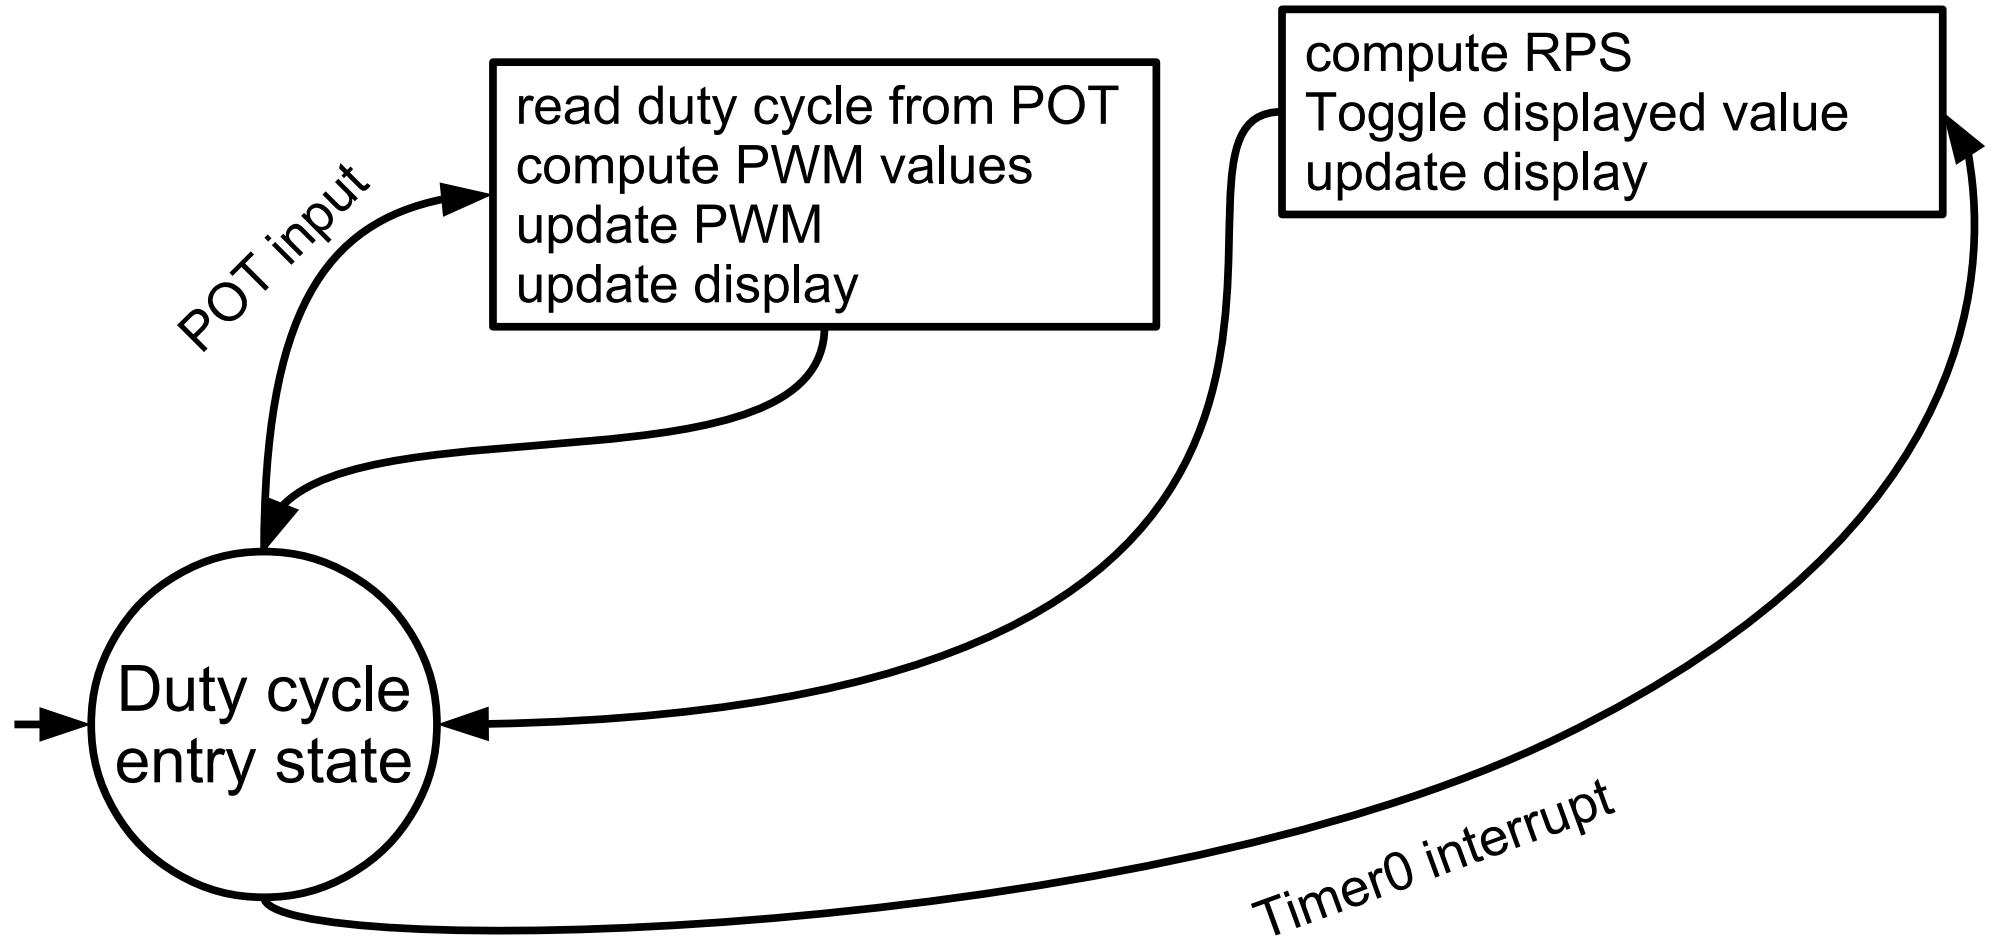 compute RPS
Toggle displayed value
update display
read duty cycle from POT
compute PWM values
update PWM
update display
POT input
Duty cycle
entry state
Timer0 interrupt